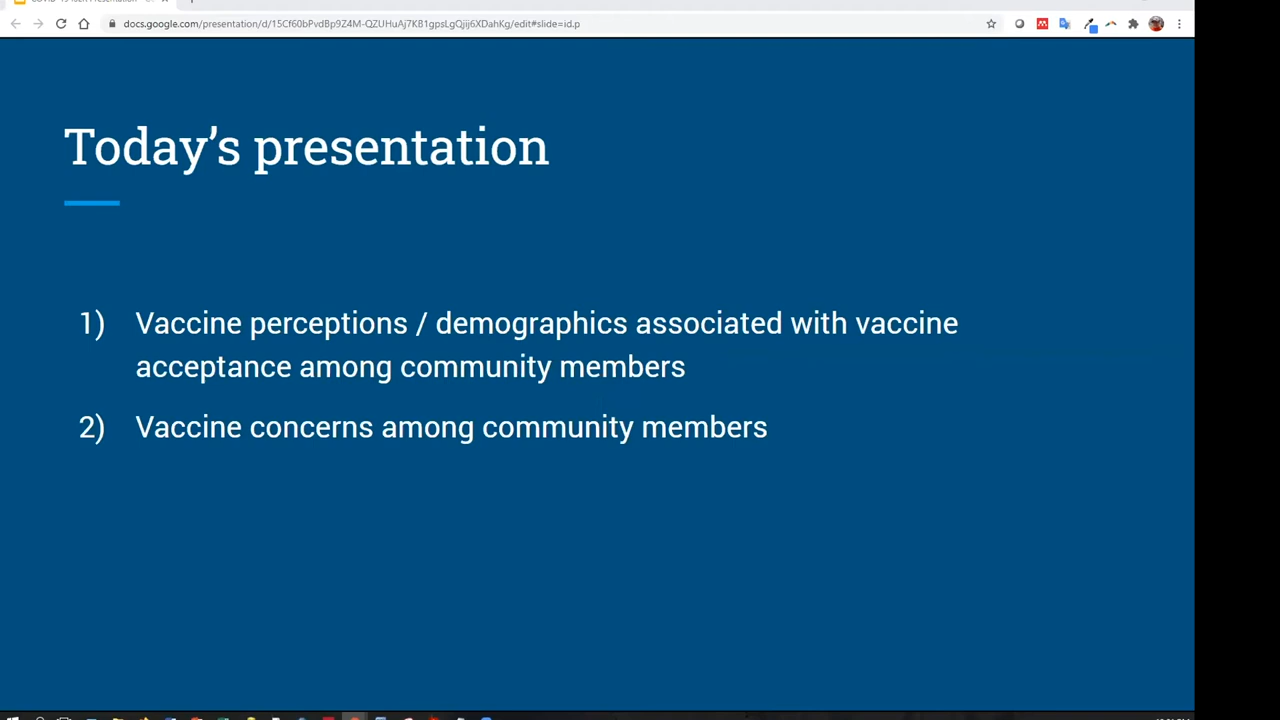 docs.google.com/presentation/d/15Cf60bPvdBp9Z4M-QZUHuAj7KB1gpsLgQjij6XDahKg/edit#slide=id.p
Today’s presentation
1) Vaccine perceptions / demographics associated with vaccine
acceptance among community members
2) Vaccine concerns among community members